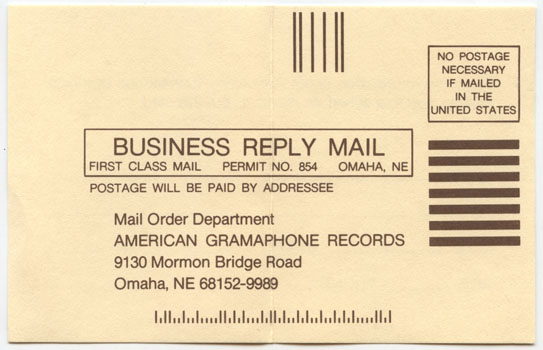 NO POSTAGE
NECESSARY
IF MAILED
IN THE
UNITED STATES
BUSINESS REPLY MAIL
FIRST CLASS MAIL PERMIT NO. 854 OMAHA, NE
POSTAGE WILL BE PAID BY ADDRESSEE
Mail Order Department
AMERICAN GRAMAPHONE RECORDS
9130 Mormon Bridge Road
Omaha, NE 68152-9989